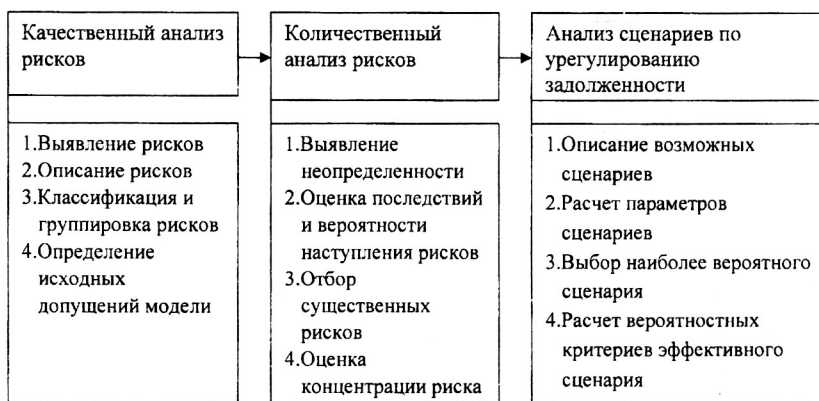 Качественный анализ
рисков
Количественный
анализ рисков
Анализ сценариев по
урегулированию
задолженности
1.Выявление рисков
2.Описание рисков
3.Классификация и
группировка рисков
4.Определение
исходных
допущений модели
1.Выявление
неопределенности
2.Оценка последствий
и вероятности
наступления рисков
3.Отбор
существенных
рисков
4.Оценка
концентрации риска
1.Описание возможных
сценариев
2.Расчет параметров
сценариев
3.Выбор наиболее вероятного
сценария
4.Расчет вероятностных
критериев эффективного
сценария